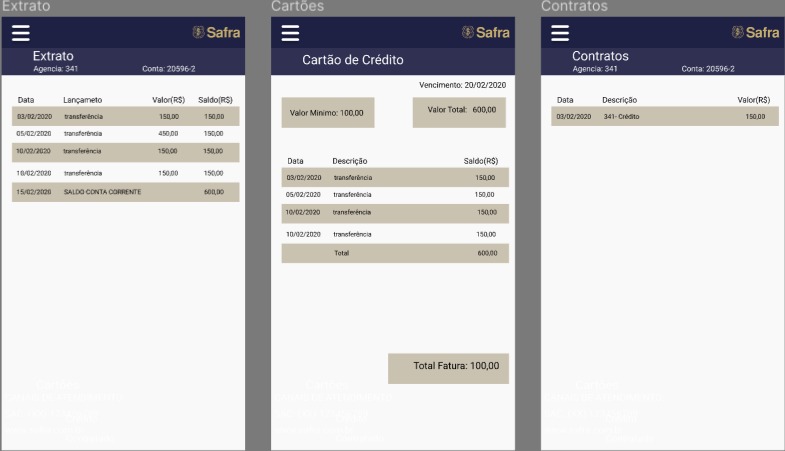 Extrato
Safra
Extrato
Agencia: 341 Conta: 20596-2
Data Lançameto Valor(R$) Saldo(R$)
03/02/2020 transferência 150,00 150,00
05/02/2020 transferência 450,00 150,00
10/02/2020 transferência 150,00 150,00
10/02/2020 transferência 150,00 150,00
15/02/2020 SALDO CONTA CORRENTE 600,00
Cartões
Safra
Cartão de Crédito
Vencimento: 20/02/2020
Valor Minimo: 100,00 Valor Total: 600,00
Data Descrição Saldo(R$)
03/02/2020 transferência 150,00
05/02/2020 transferência 150,00
10/02/2020 transferência 150,00
10/02/2020 transferência 150,00
Total 600,00
Total Fatura: 100,00
Contratos
Safra
Contratos
Agencia: 341 Conta: 20596-2
Data Descrição Valor(R$)
03/02/2020 341- Crédito 150,00